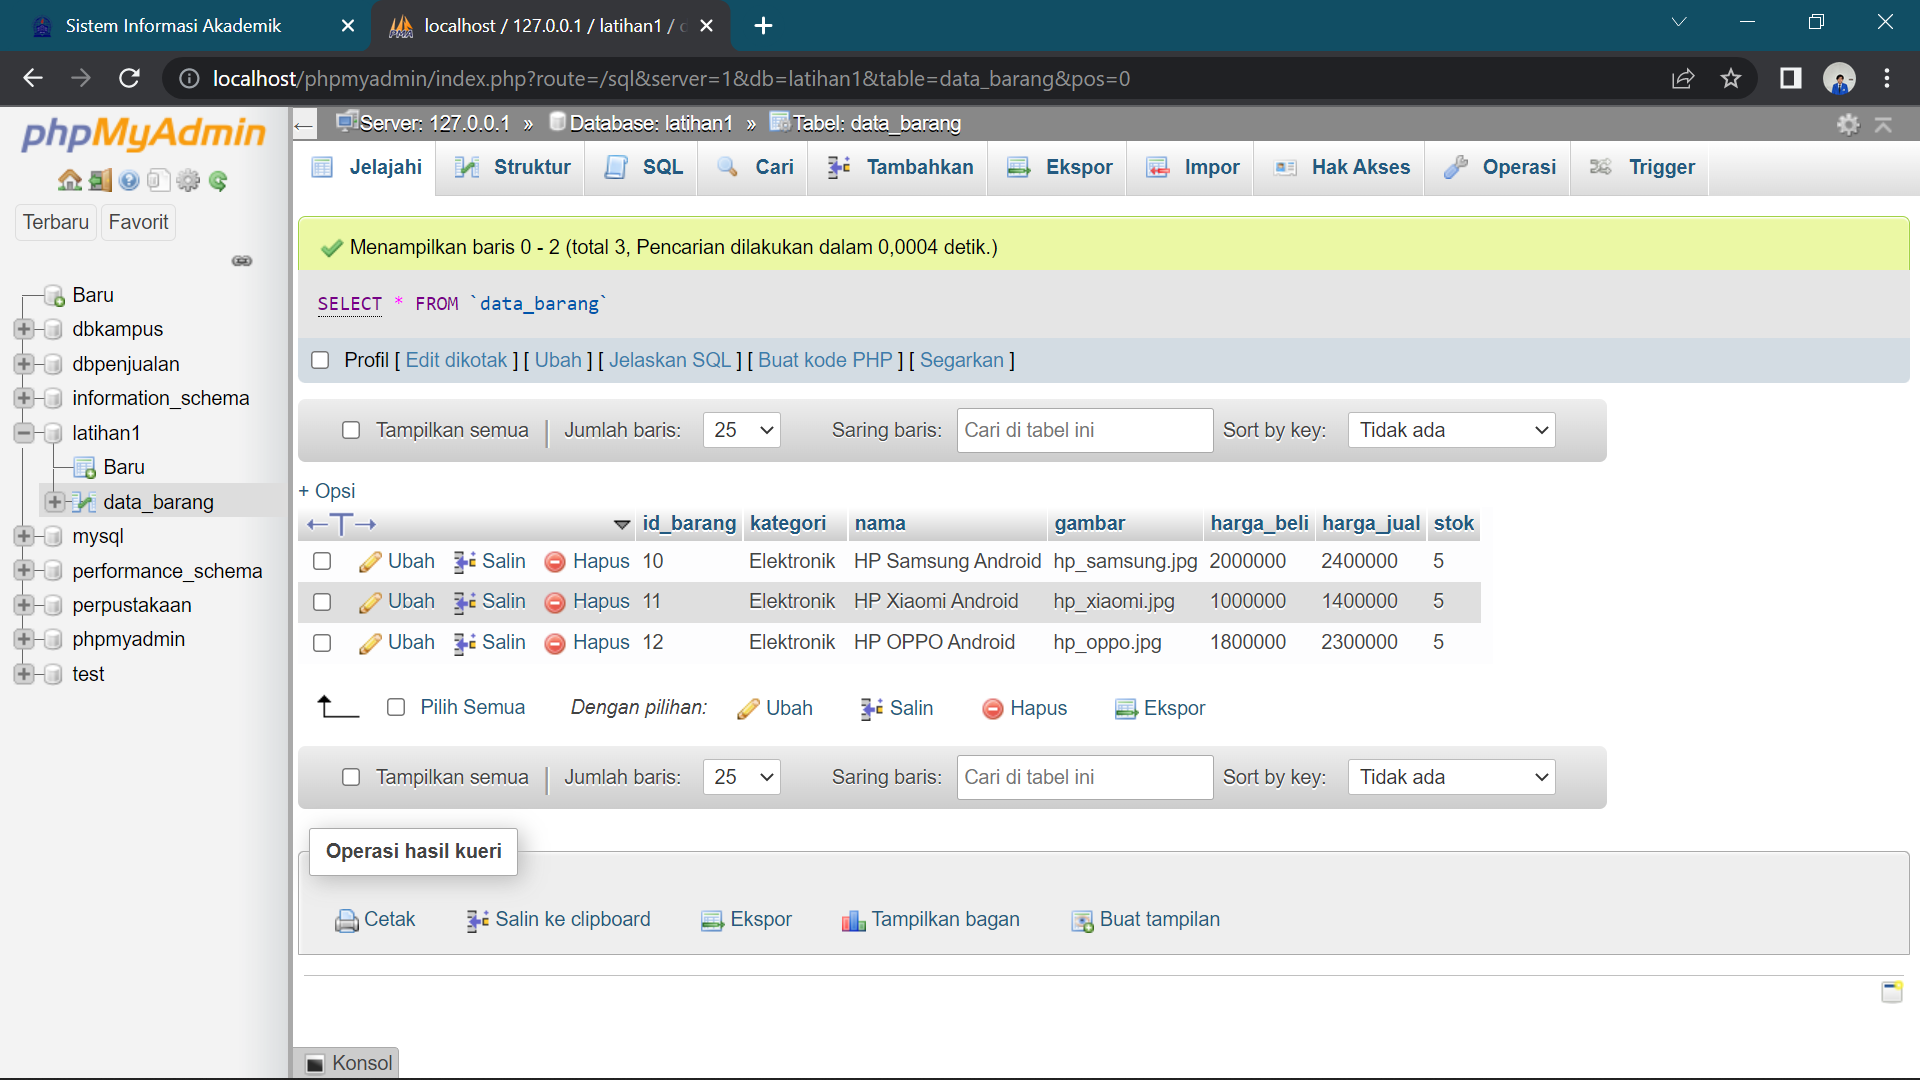 Sistem Informasi Akademik
localhost / 127.0.0.1 / latihan1 /
localhost/phpmyadmin/index.php?route=/sql&server=1&db=latihan1&table=data_barang&pos=0
phpMyAdmin
Terbaru Favorit
Baru
dbkampus
dbpenjualan
information_schema
latihan1
Baru
data_barang
mysql
performance_schema
perpustakaan
phpmyadmin
test
Server: 127.0.0.1 » Database: latihan1 » Tabel: data_barang
Jelajahi Struktur SQL Cari Tambahkan Ekspor Impor Hak Akses Operasi Trigger
Menampilkan baris 0 - 2 (total 3, Pencarian dilakukan dalam 0,0004 detik.)
SELECT * FROM `data_barang`
Profil [ Edit dikotak ] [ Ubah ] [ Jelaskan SQL ] [ Buat kode PHP ] [ Segarkan ]
Tampilkan semua | Jumlah baris: 25 Saring baris: Cari di tabel ini Sort by key: Tidak ada
+ Opsi
←T→ id_barang kategori nama gambar harga_beli harga_jual stok
Ubah Salin Hapus 10 Elektronik HP Samsung Android hp_samsung.jpg 2000000 2400000 5
Ubah Salin Hapus 11 Elektronik HP Xiaomi Android hp_xiaomi.jpg 1000000 1400000 5
Ubah Salin Hapus 12 Elektronik HP OPPO Android hp_oppo.jpg 1800000 2300000 5
Pilih Semua Dengan pilihan: Ubah Salin Hapus Ekspor
Tampilkan semua | Jumlah baris: 25 Saring baris: Cari di tabel ini Sort by key: Tidak ada
Operasi hasil kueri
Cetak Salin ke clipboard Ekspor Tampilkan bagan Buat tampilan
Konsol